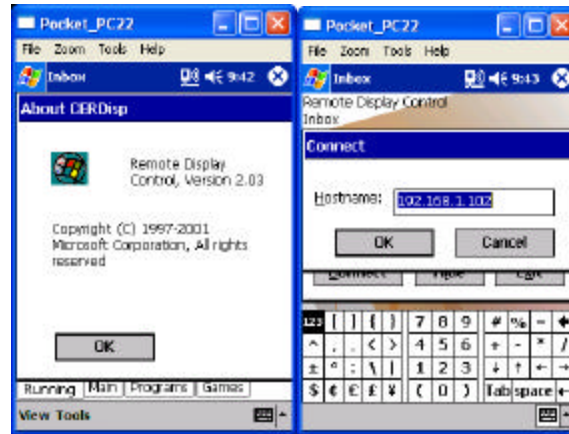 Pocket_PC22
File Zoom Tools Help
Inbox 9:42
About CERDisp
Remote Display
Control, Version 2.03
Copyright (C) 1997-2001
Microsoft Corporation, All rights
reserved
OK
Running Main Programs Games
View Tools
Pocket_PC22
File Zoom Tools Help
Inbox 9:43
Remote Display Control
Inbox
Connect
Hostname: 192.168.1.102
OK Cancel
Connect Hide Exit
123 [ ] { } 7 8 9 # % - 
^ , . < > 4 5 6 + - * /
± ° : \ | 1 2 3 ↓ ↑ ← →
$ ¢ £ ₤ ¥ ( 0 ) Tab space ←